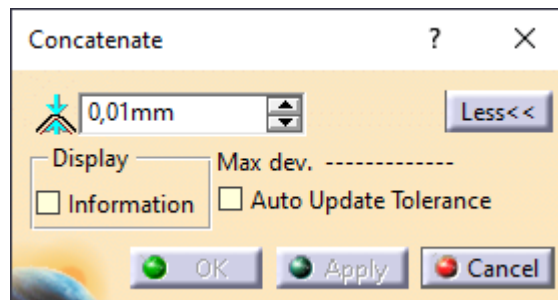 Concatenate ?
0,01mm Less<<
Display Max dev. -------------
Information Auto Update Tolerance
OK Apply Cancel